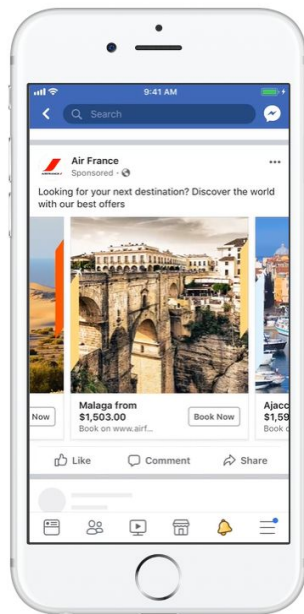 9:41 AM
Search
Air France
Sponsored ·
Looking for your next destination? Discover the world
with our best offers
Now
Malaga from
$1,503.00
Book on www.airf...
Book Now
Ajacc
$1,59
Book o
Like
Comment
Share